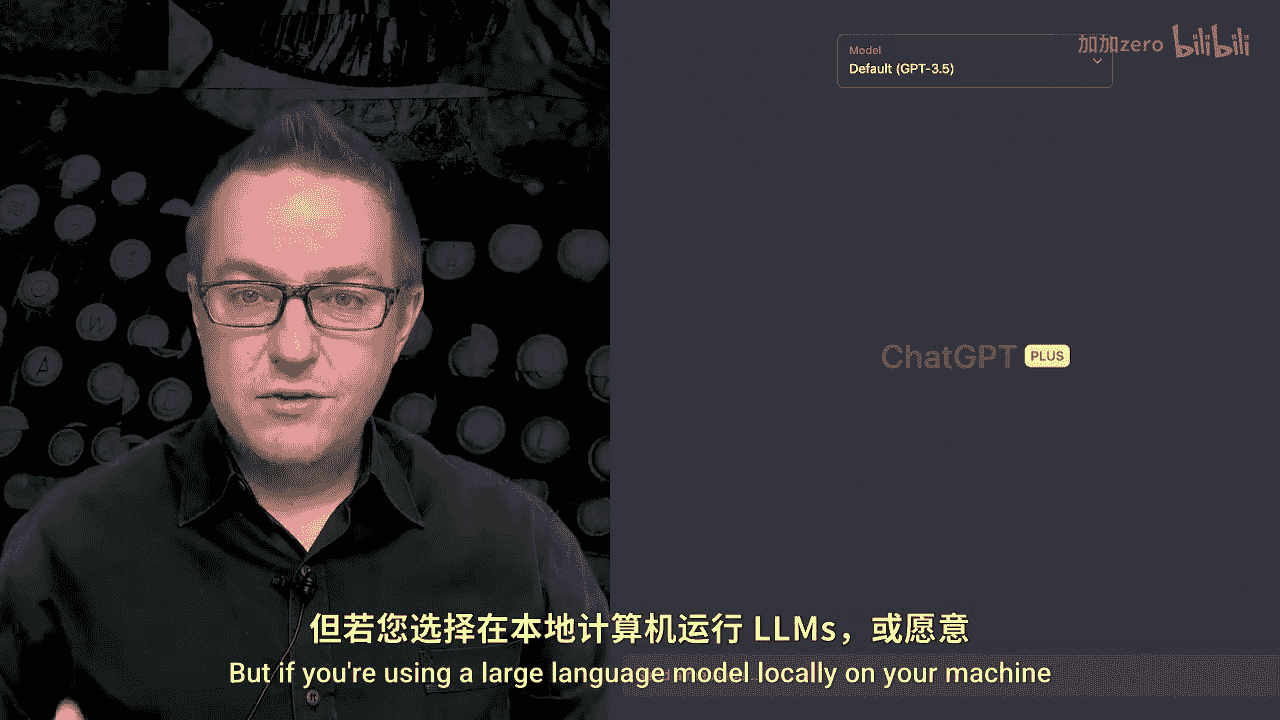 加加zero bilibili
Model
Default (GPT-3.5)
ChatGPT PLUS
但若您选择在本地计算机运行 LLMs，或愿意
But if you're using a large language model locally on your machine